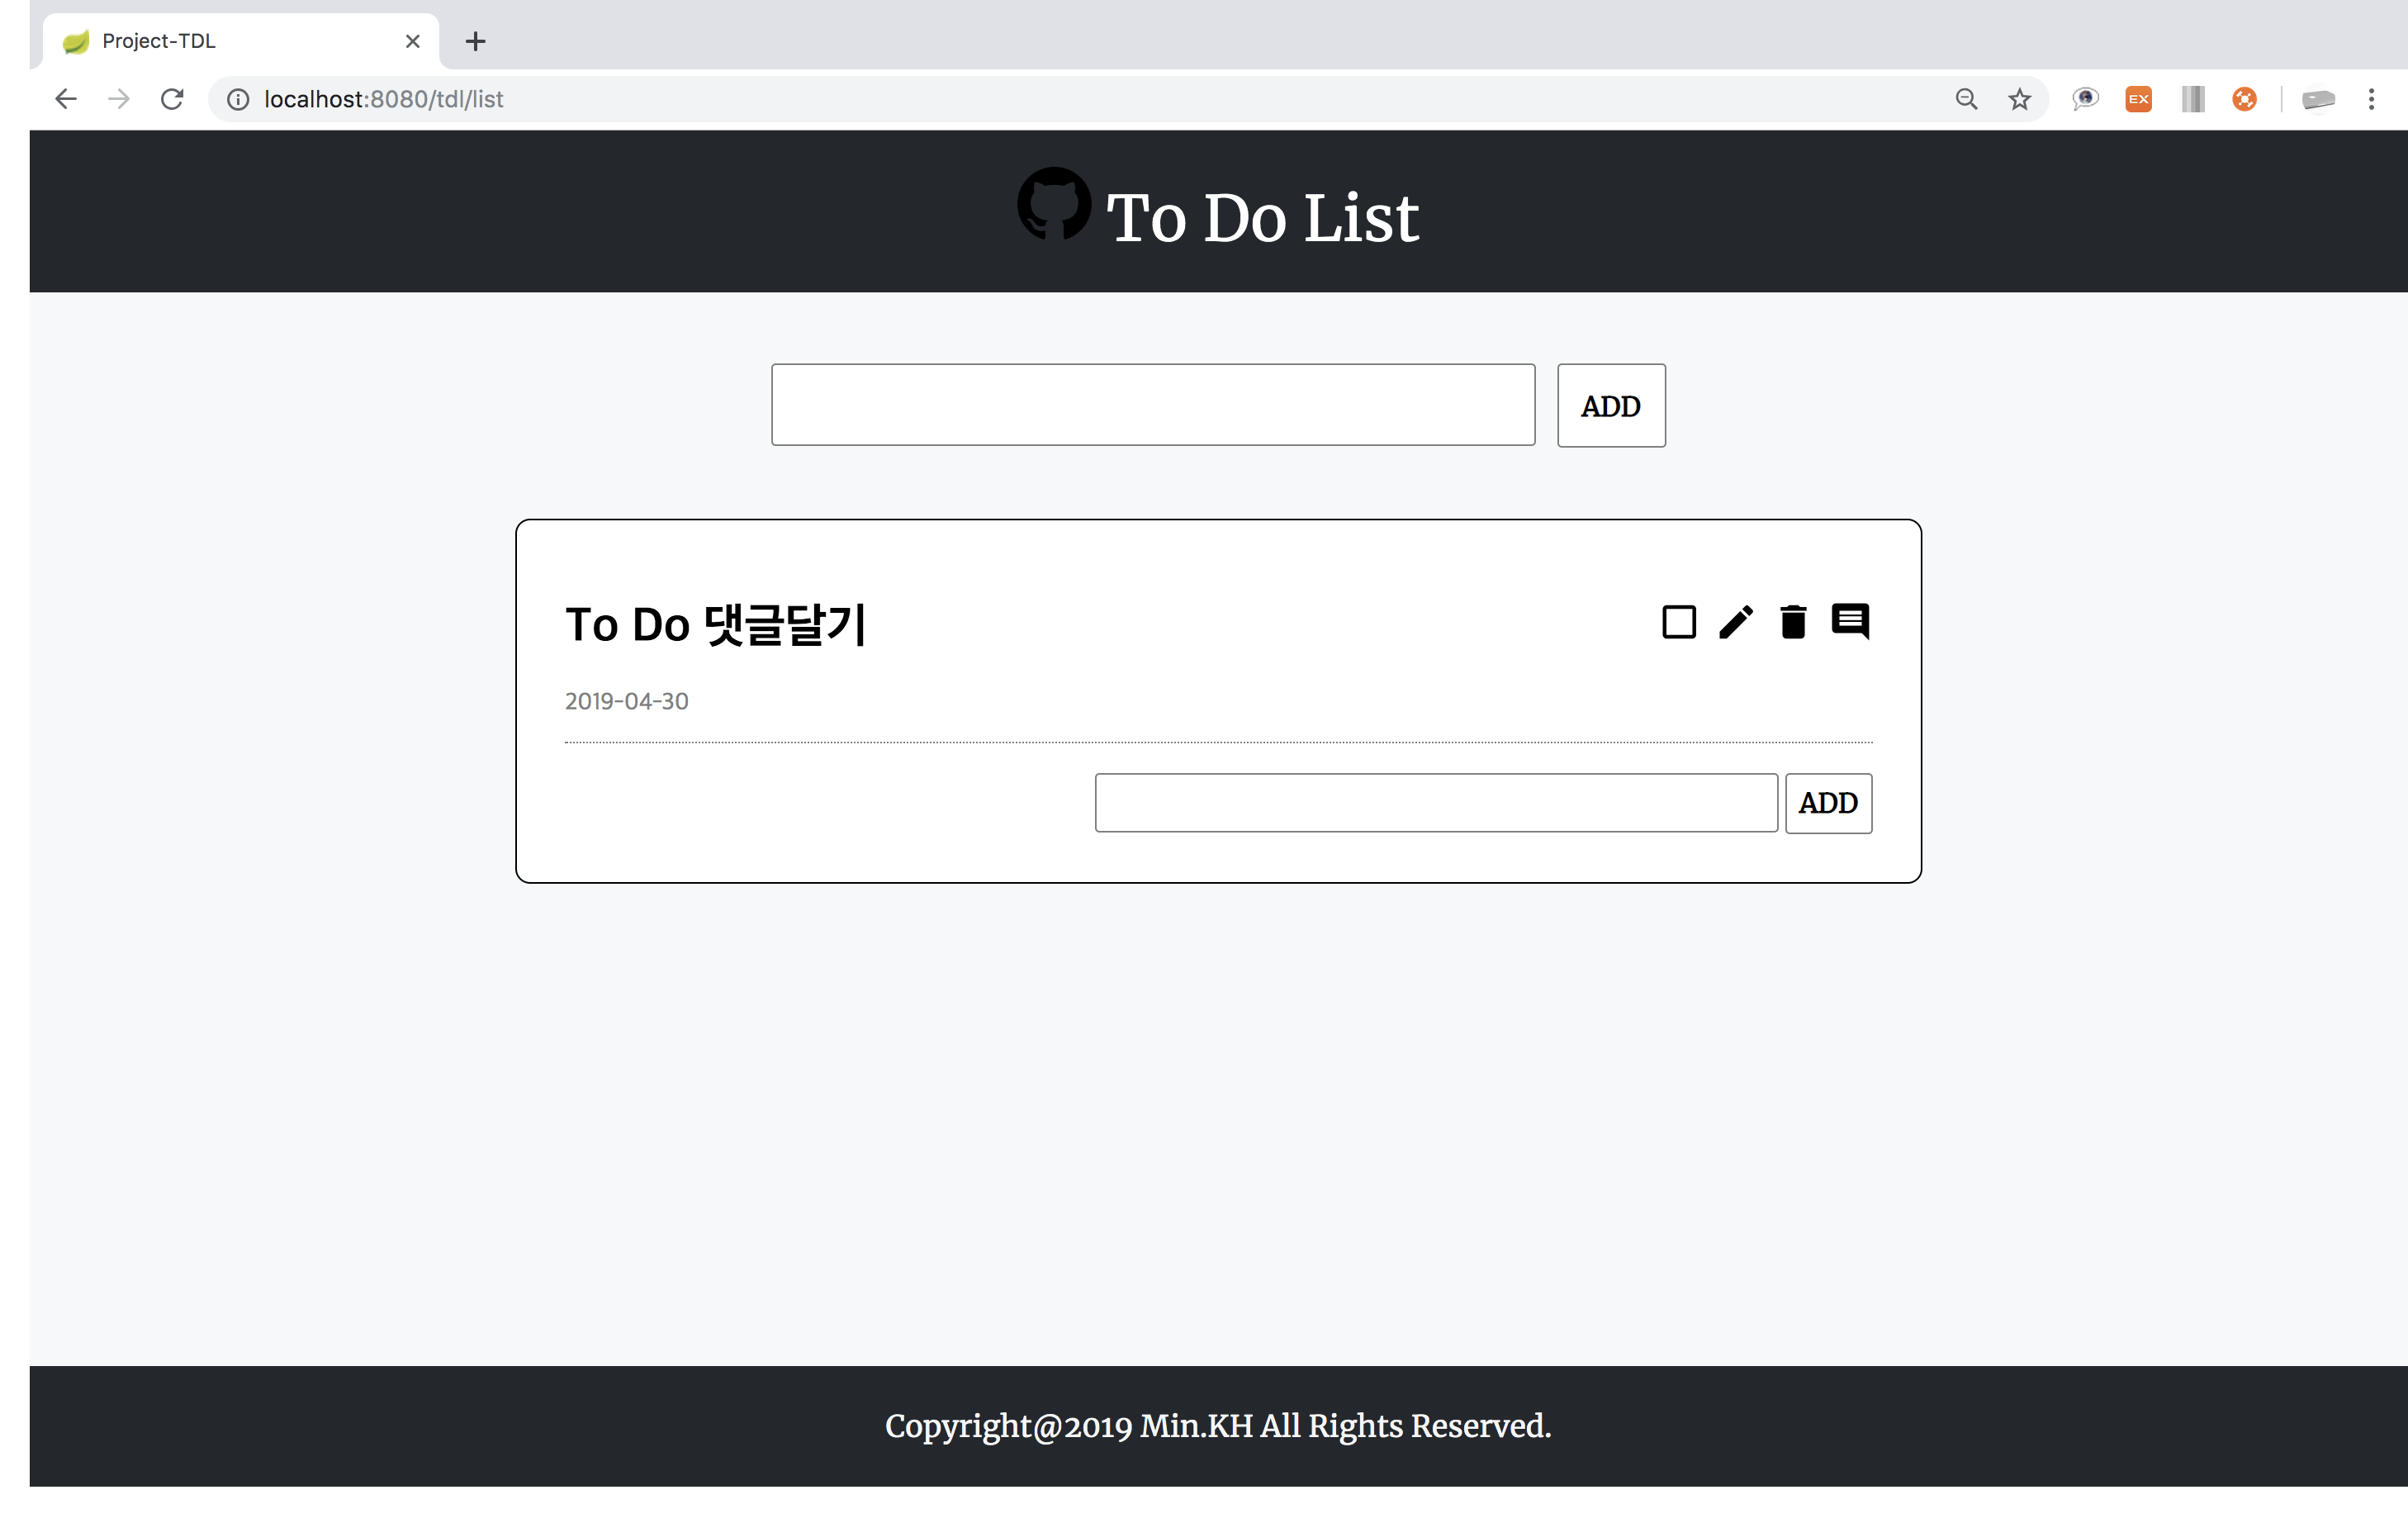 Project-TDL
localhost:8080/tdl/list
EX
To Do List
ADD
To Do 댓글달기
2019-04-30
ADD
Copyright@2019 Min.KH All Rights Reserved.